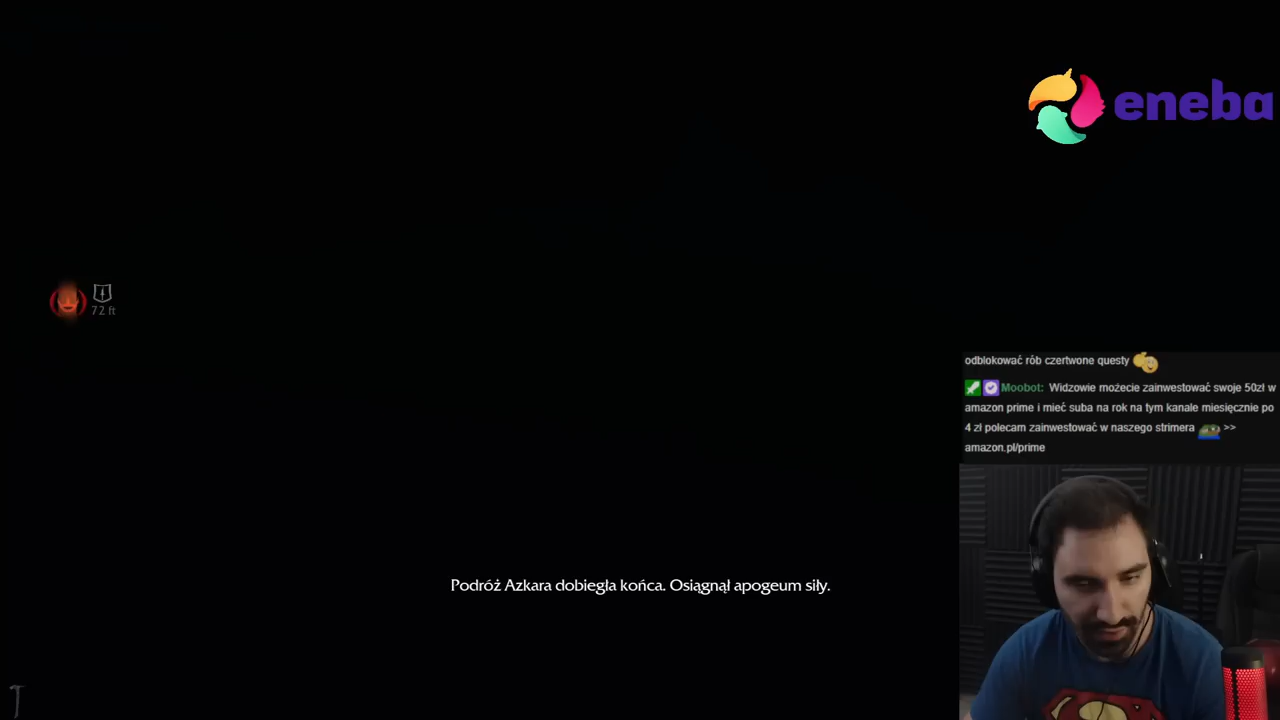 eneba
72 ft
odblokować rób czertwone questy
Moobot: Widzowie możecie zainwestować swoje 50zł w
amazon prime i mieć suba na rok na tym kanale miesięcznie po
4 zł polecam zainwestować w naszego strimera >>
amazon.pl/prime
Podróż Azkara dobiegła końca. Osiągnął apogeum siły.